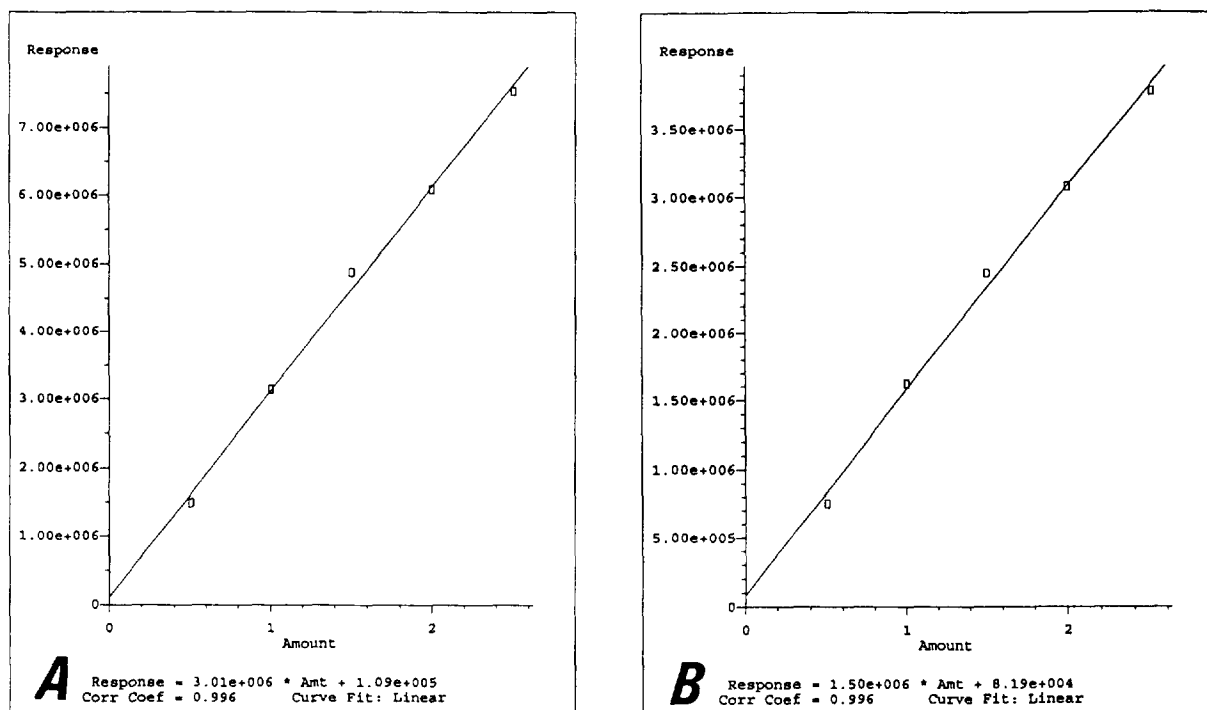 Response
7.00e+006
6.00e+006
5.00e+006
4.00e+006
3.00e+006
2.00e+006
1.00e+006
0
0 1 2
Amount
A
Response = 3.01e+006 * Amt + 1.09e+005
Corr Coef = 0.996 Curve Fit: Linear
Response
3.50e+006
3.00e+006
2.50e+006
2.00e+006
1.50e+006
1.00e+006
5.00e+005
0
0 1 2
Amount
B
Response = 1.50e+006 * Amt + 8.19e+004
Corr Coef = 0.996 Curve Fit: Linear